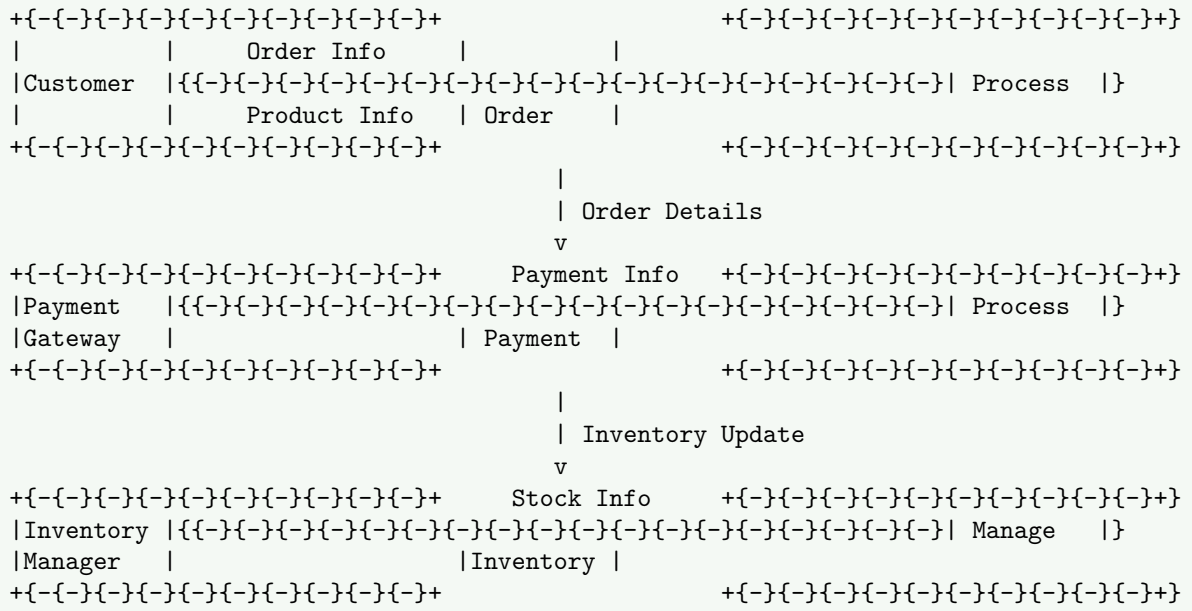 +{-{-}{-}{-}{-}{-}{-}{-}{-}{-}+                    +{-}{-}{-}{-}{-}{-}{-}{-}{-}+}
|          |     Order Info     |          |
|Customer  |{{-}{-}{-}{-}{-}{-}{-}{-}{-}{-}{-}{-}{-}{-}{-}{-}{-}{-}| Process  |}
|          |     Product Info   | Order    |
+{-{-}{-}{-}{-}{-}{-}{-}{-}{-}+                    +{-}{-}{-}{-}{-}{-}{-}{-}{-}+}
|
| Order Details
v
+{-{-}{-}{-}{-}{-}{-}{-}{-}{-}+     Payment Info   +{-}{-}{-}{-}{-}{-}{-}{-}{-}+}
|Payment   |{{-}{-}{-}{-}{-}{-}{-}{-}{-}{-}{-}{-}{-}{-}{-}{-}{-}{-}| Process  |}
|Gateway   |                    | Payment  |
+{-{-}{-}{-}{-}{-}{-}{-}{-}{-}+                    +{-}{-}{-}{-}{-}{-}{-}{-}{-}+}
|
| Inventory Update
v
+{-{-}{-}{-}{-}{-}{-}{-}{-}{-}+     Stock Info     +{-}{-}{-}{-}{-}{-}{-}{-}{-}+}
|Inventory |{{-}{-}{-}{-}{-}{-}{-}{-}{-}{-}{-}{-}{-}{-}{-}{-}{-}{-}| Manage   |}
|Manager   |                    |Inventory |
+{-{-}{-}{-}{-}{-}{-}{-}{-}{-}+                    +{-}{-}{-}{-}{-}{-}{-}{-}{-}+}